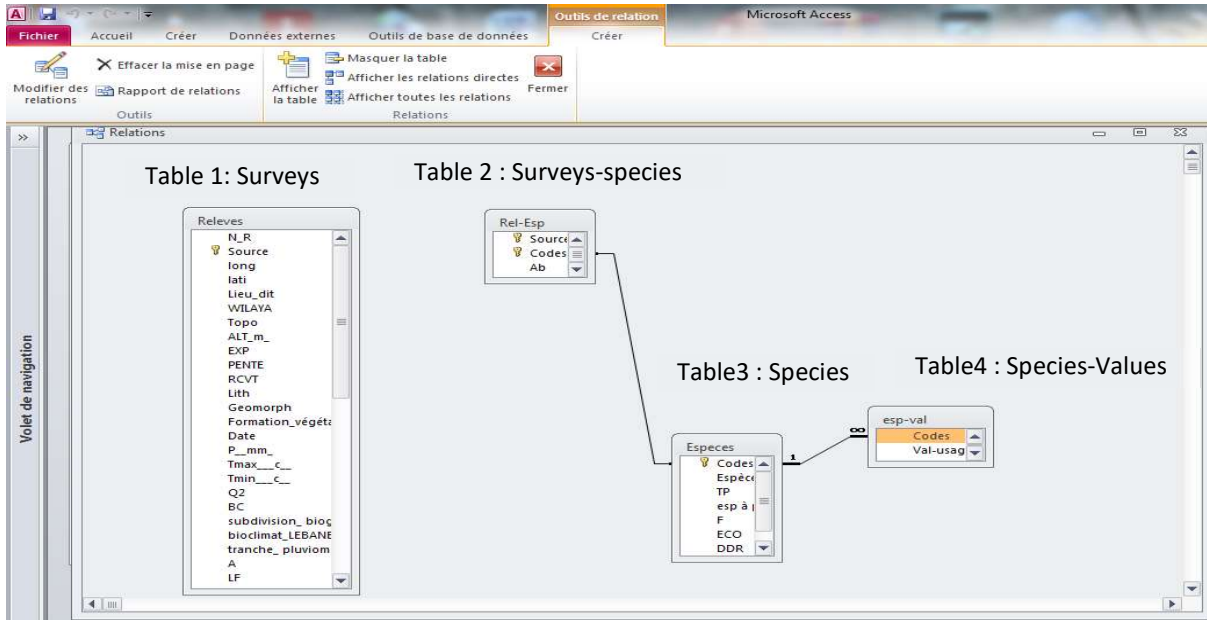 Outils de relation
Microsoft Access
Fichier
Accueil
Créer
Données externes
Outils de base de données
Créer
Modifier des relations
Effacer la mise en page
Rapport de relations
Outils
Afficher la table
Masquer la table
Afficher les relations directes
Afficher toutes les relations
Relations
Fermer
Relations
Volet de navigation
Table 1: Surveys
Table 2 : Surveys-species
Releves
N_R
Source
long
lati
Lieu_dit
WILAYA
Topo
ALT_m_
EXP
PENTE
RCVT
Lith
Geomorph
Formation_végéta
Date
P__mm_
Tmax___c__
Tmin___c__
Q2
BC
subdivision_ biog
bioclimat_LEBANE
tranche_ pluviom
A
LF
Rel-Esp
Source
Codes
Ab
Table3 : Species
Table4 : Species-Values
Especes
Codes
Espèce
TP
esp à p
F
ECO
DDR
1
∞
esp-val
Codes
Val-usag